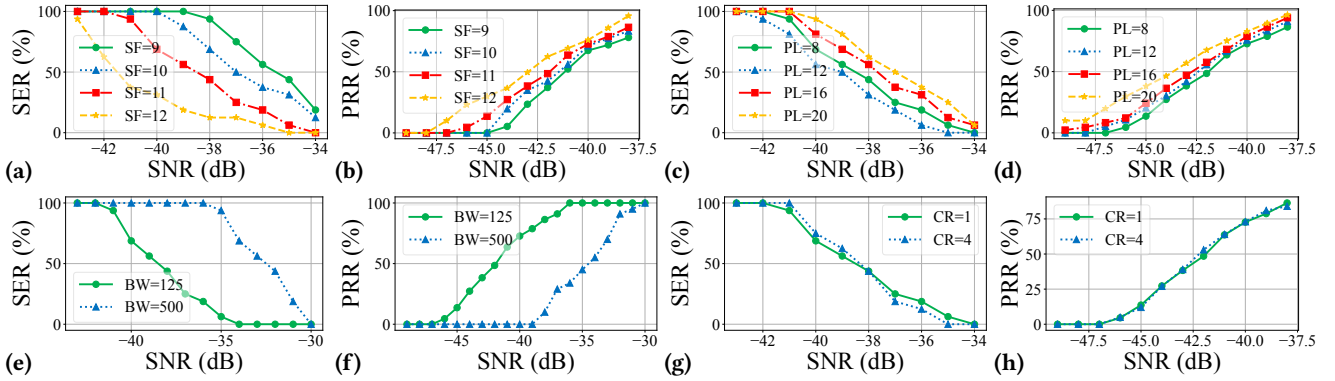 SER (%)
100
50
0
SF=9
SF=10
SF=11
SF=12
−42
−40
−38
−36
−34
(a)
SNR (dB)
PRR (%)
100
50
0
SF=9
SF=10
SF=11
SF=12
−47.5
−45.0
−42.5
−40.0
−37.5
(b)
SNR (dB)
SER (%)
100
50
0
PL=8
PL=12
PL=16
PL=20
−42
−40
−38
−36
−34
(c)
SNR (dB)
PRR (%)
100
50
0
PL=8
PL=12
PL=16
PL=20
−47.5
−45.0
−42.5
−40.0
−37.5
(d)
SNR (dB)
SER (%)
100
50
0
BW=125
BW=500
−40
−35
−30
(e)
SNR (dB)
PRR (%)
100
50
0
BW=125
BW=500
−45
−40
−35
−30
(f)
SNR (dB)
SER (%)
100
50
0
CR=1
CR=4
−42
−40
−38
−36
−34
(g)
SNR (dB)
PRR (%)
75
50
25
0
CR=1
CR=4
−47.5
−45.0
−42.5
−40.0
−37.5
(h)
SNR (dB)